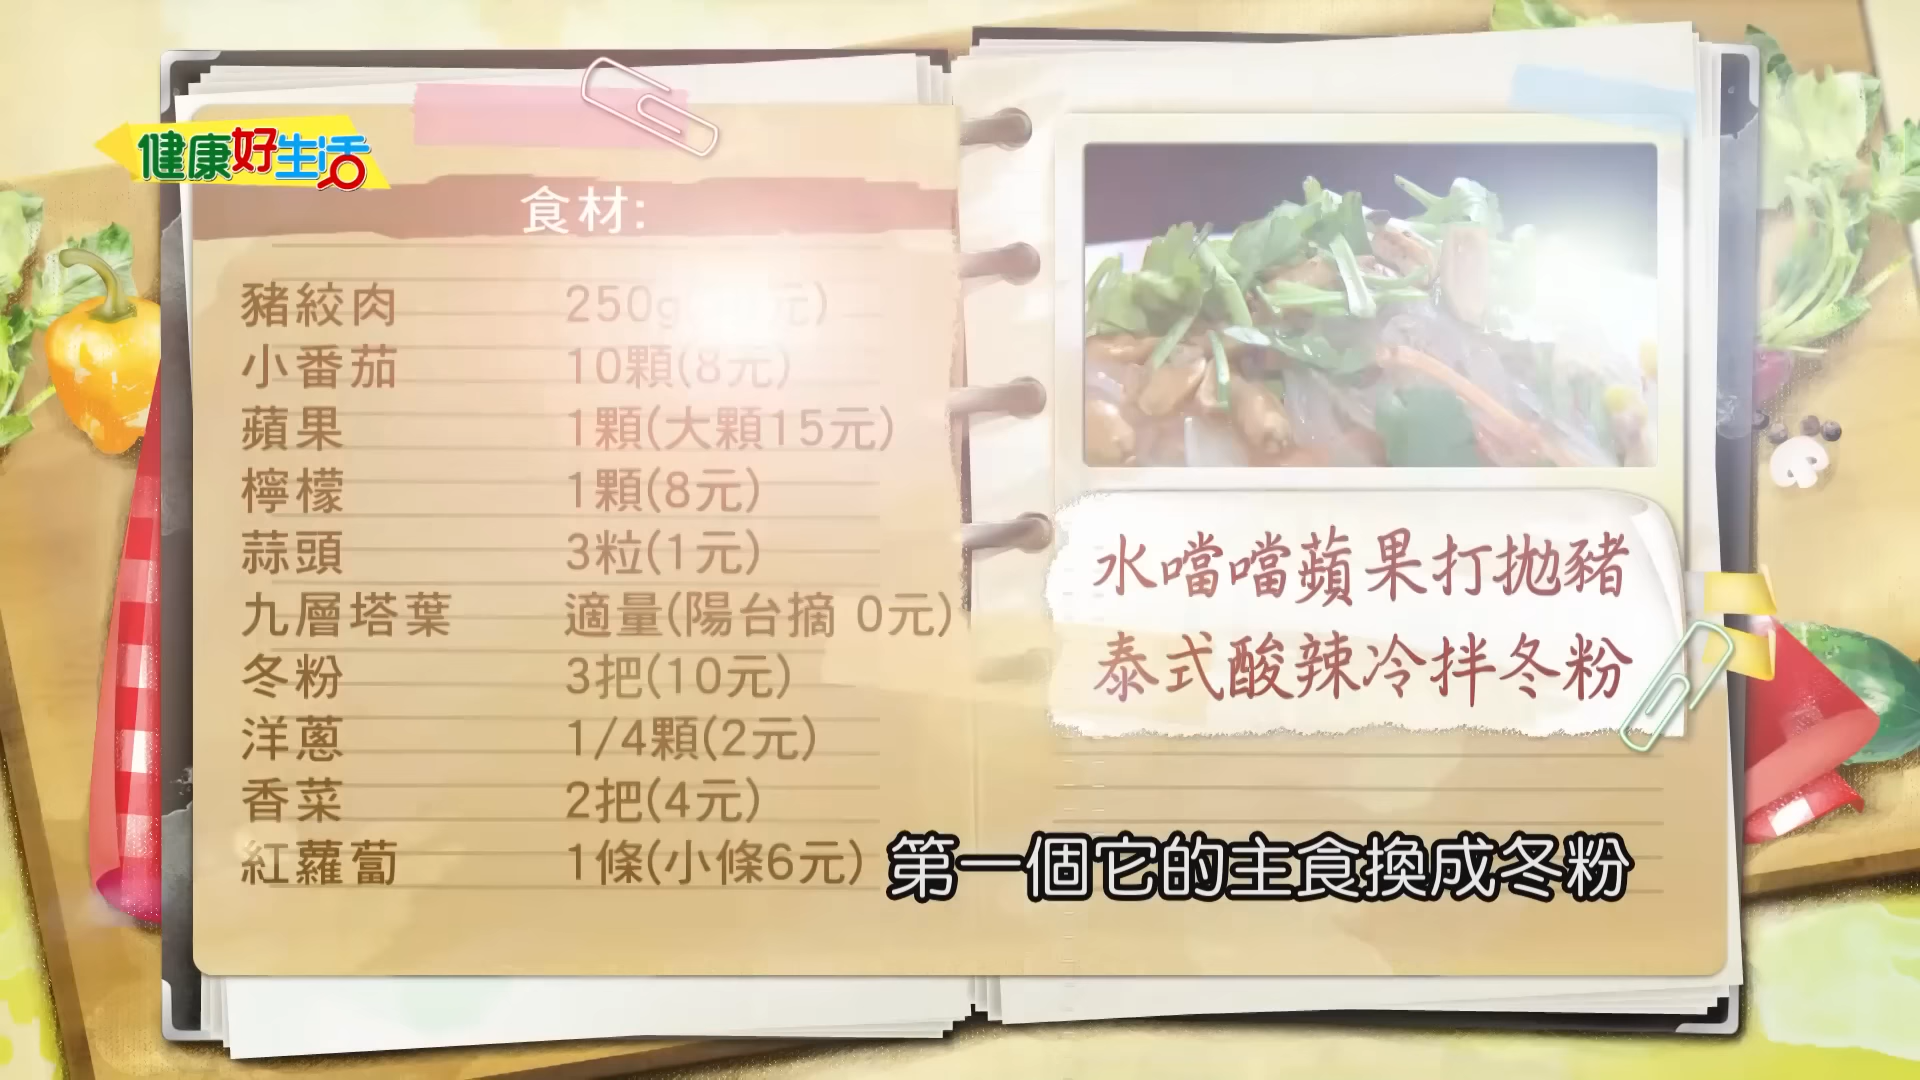 健康好生活
食材:
豬絞肉 250g 元)
小番茄 10顆(8元)
蘋果 1顆(大顆15元)
檸檬 1顆(8元)
蒜頭 3粒(1元)
九層塔葉 適量(陽台摘 0元)
冬粉 3把(10元)
洋蔥 1/4顆(2元)
香菜 2把(4元)
紅蘿蔔 1條(小條6元)
水噹噹蘋果打拋豬
泰式酸辣冷拌冬粉
第一個它的主食換成冬粉